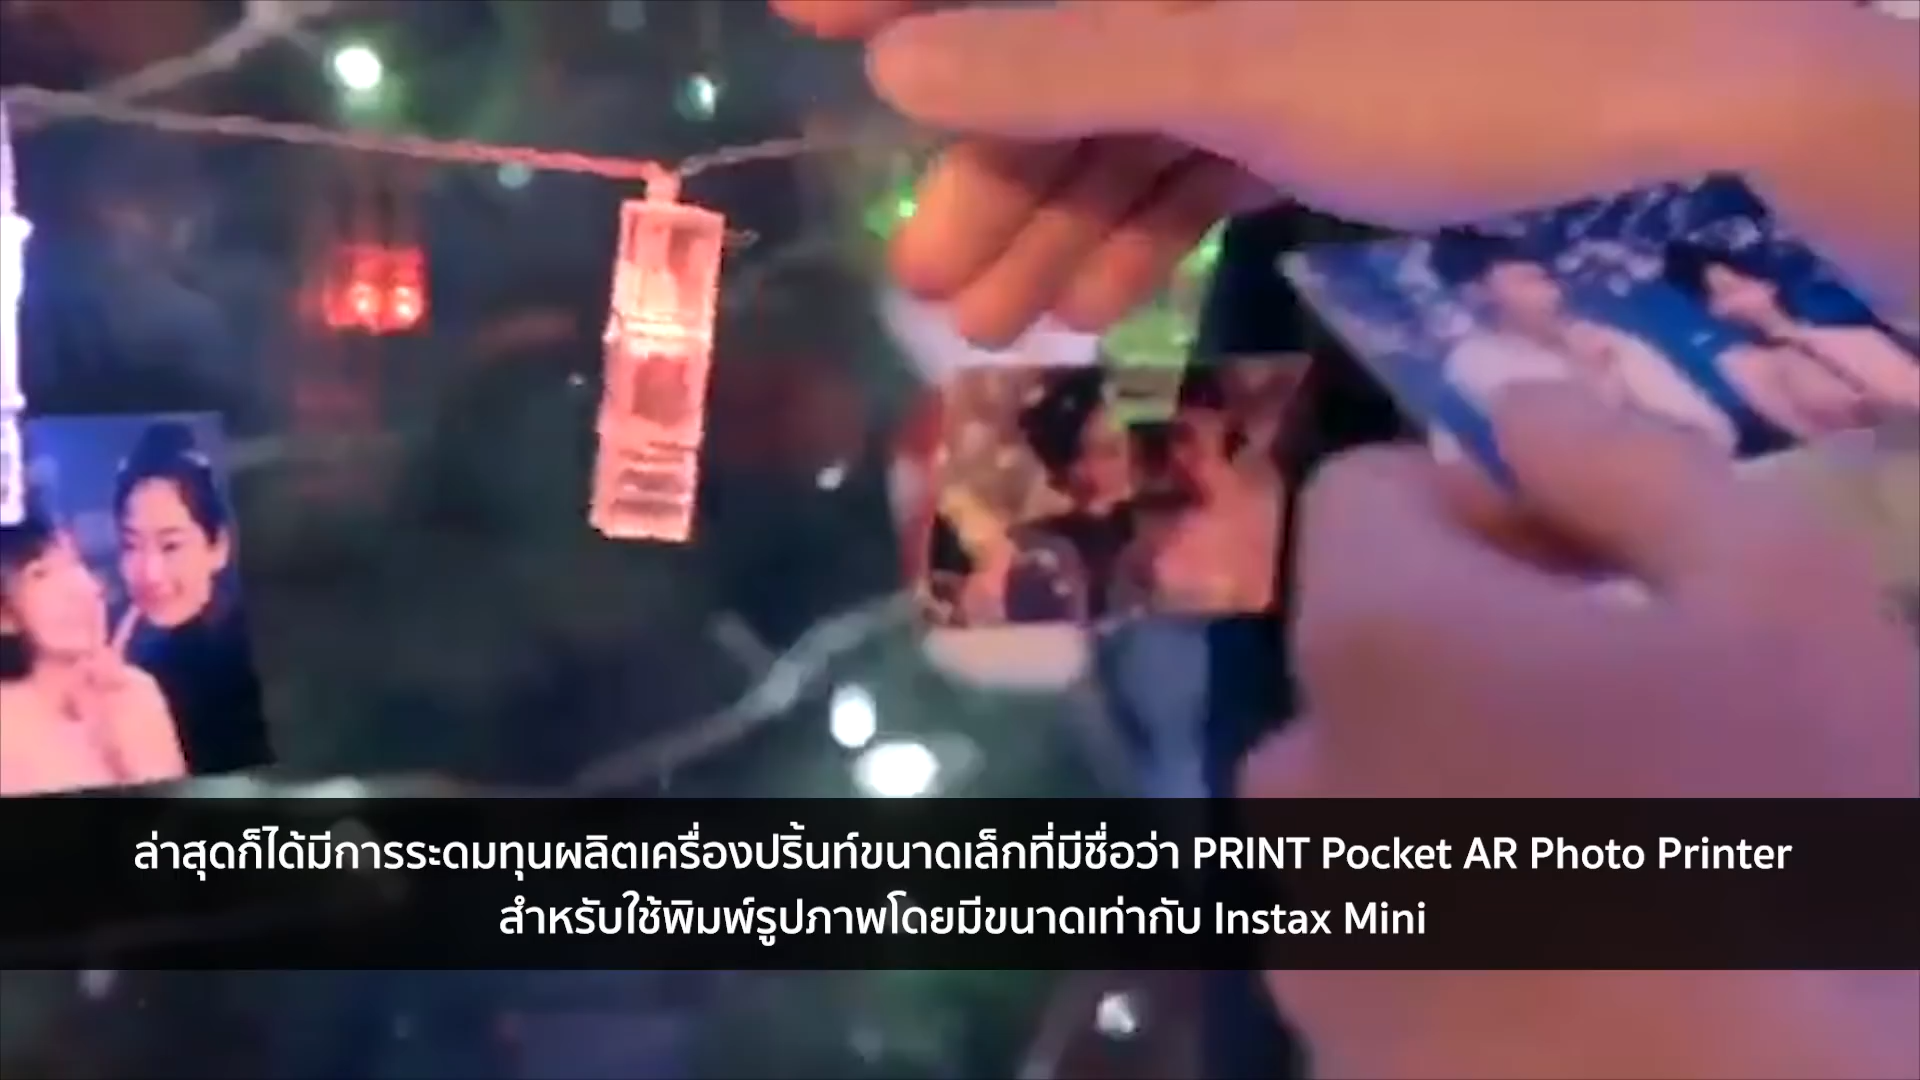 ล่าสุดก็ได้มีการระดมทุนผลิตเครื่องปริ้นท์ขนาดเล็กที่มีชื่อว่า PRINT Pocket AR Photo Printer
สำหรับใช้พิมพ์รูปภาพโดยมีขนาดเท่ากับ Instax Mini